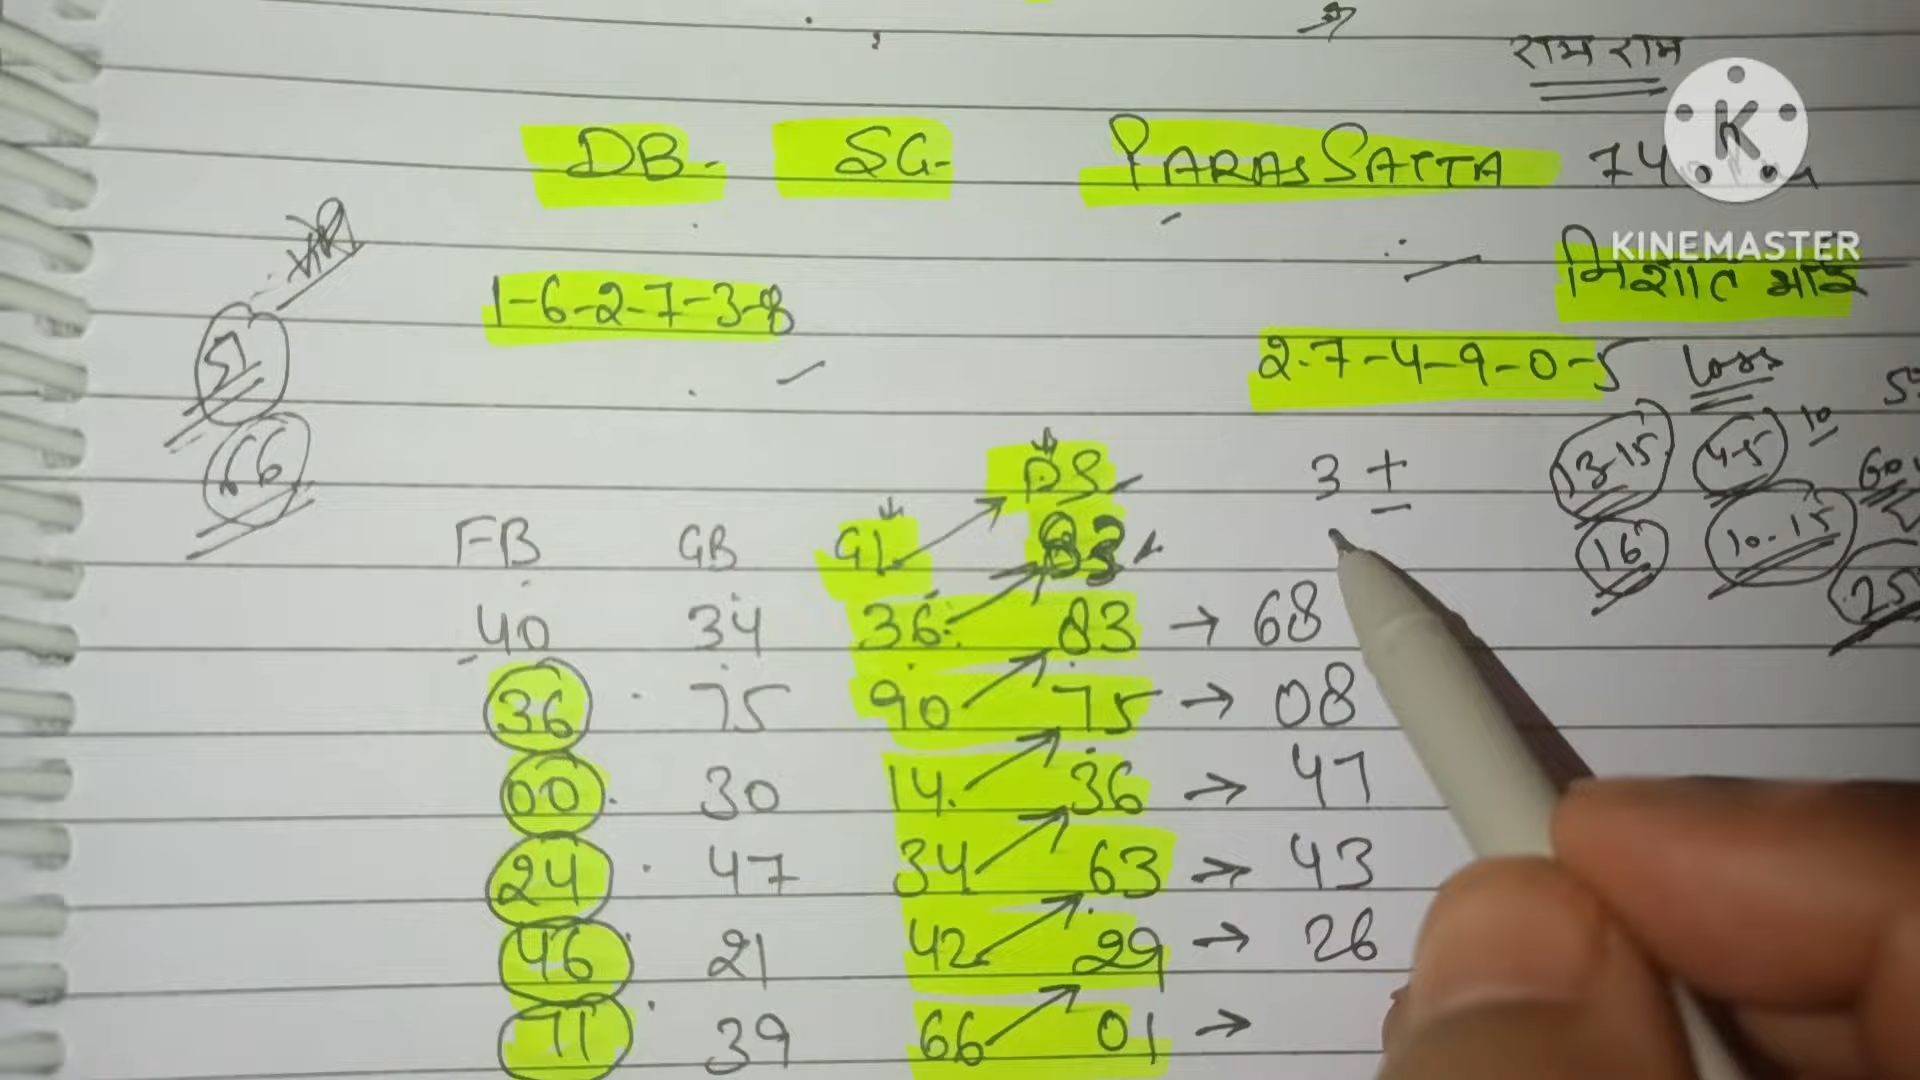 राम राम
DB- SG- PARAS SATTA 74
KINEMASTER
भाई
1-6-2-7-3-8
2-7-4-9-0-5 Loss
51
66
DS
3 +
13-15 4-5 10
FB GB GL
16 10-15
40 34 36 83 → 68
36 75 90 75 → 08
00 30 14 36 → 47
24 47 34 63 → 43
46 21 42 29 → 26
71 39 66 01 →